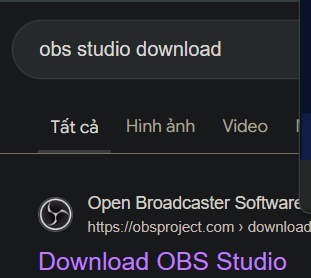 obs studio download
Tất cả Hình ảnh Video
Open Broadcaster Software
https://obsproject.com › download
Download OBS Studio